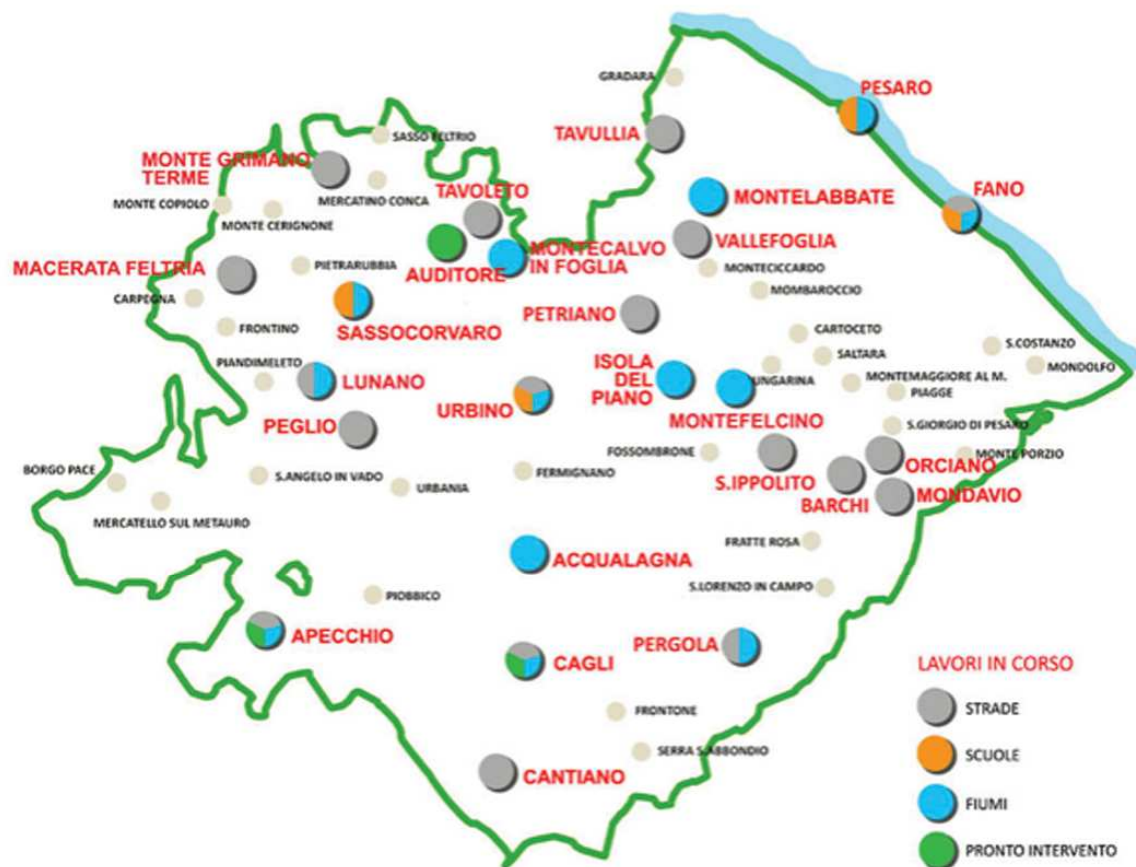 GRADARA
PESARO
TAVULLIA
SASSO FELTRIO
MONTE GRIMANO
TERME
MERCATINO CONCA
TAVOLETO
MONTELABBATE
FANO
MONTE COPIOLO
MONTE CERIGNONE
VALLEFOGLIA
MONTECALVO
IN FOGLIA
AUDITORE
MACERATA FELTRIA
PIETRARUBBIA
MONTECICCARDO
MOMBAROCCIO
CARPEGNA
SASSOCORVARO
PETRIANO
FRONTINO
CARTOCETO
SALTARA
S.COSTANZO
MONDOLFO
PIANDIMELETO
LUNANO
ISOLA
DEL
PIANO
UNGARINA
MONTEMAGGIORE AL M.
PIAGGE
URBINO
MONTEFELCINO
PEGLIO
S.GIORGIO DI PESARO
FOSSOMBRONE
MONTE PORZIO
ORCIANO
BORGO PACE
S.ANGELO IN VADO
URBANIA
FERMIGNANO
S.IPPOLITO
BARCHI
MONDAVIO
MERCATELLO SUL METAURO
FRATTE ROSA
ACQUALAGNA
S.LORENZO IN CAMPO
PIOBBICO
APECCHIO
CAGLI
PERGOLA
FRONTONE
SERRA S.ABBONDIO
CANTIANO
LAVORI IN CORSO
STRADE
SCUOLE
FIUMI
PRONTO INTERVENTO